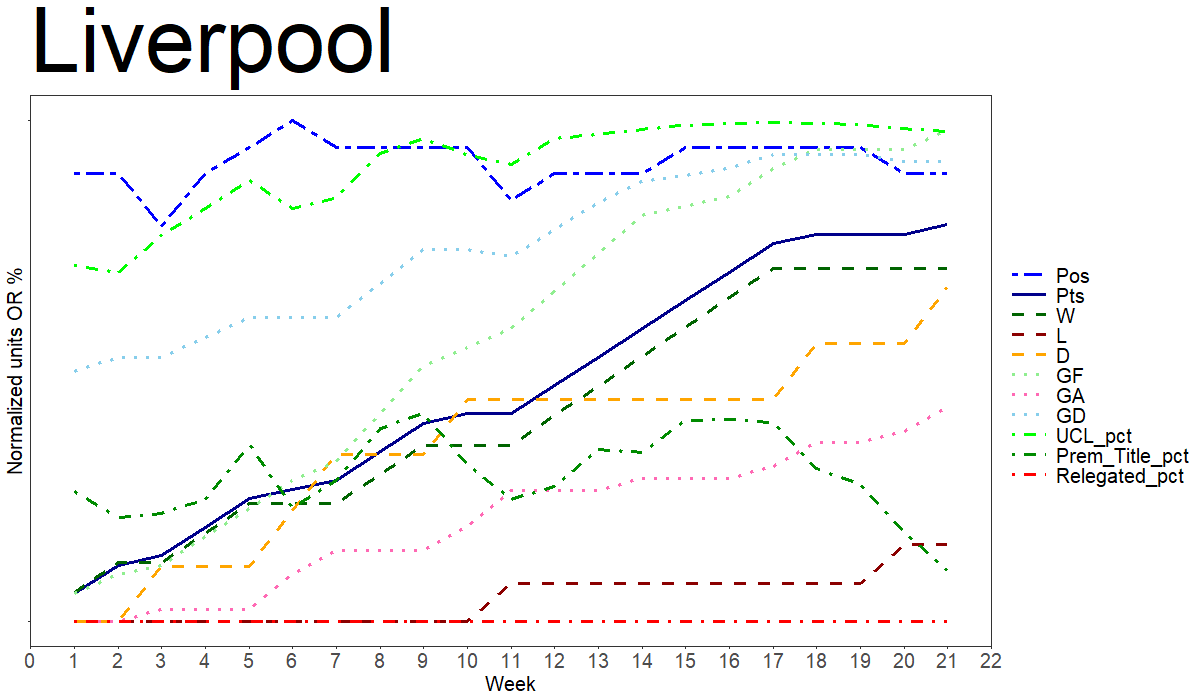 Liverpool
Normalized units OR %
0 1 2 3 4 5 6 7 8 9 10 11 12 13 14 15 16 17 18 19 20 21 22
Week
Pos
Pts
W
L
D
GF
GA
GD
UCL_pct
Prem_Title_pct
Relegated_pct